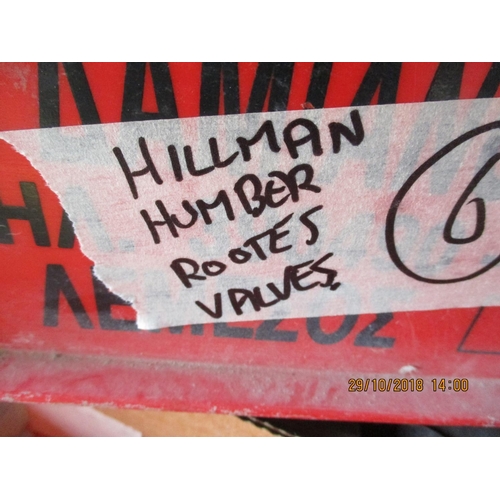 HILLMAN
HUMBER
ROOTES
VALVES
6
29/10/2018 14:00